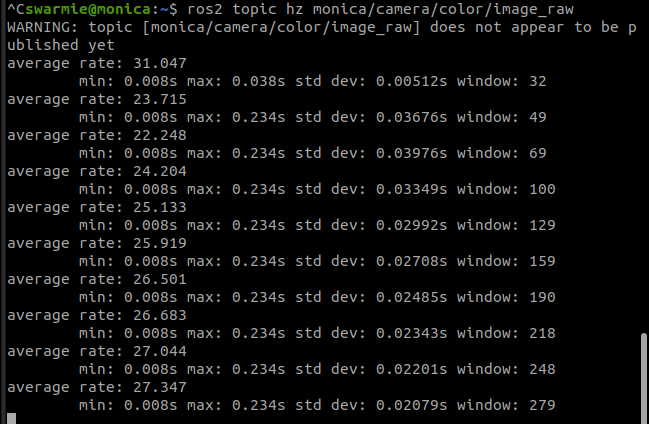 ^Cswarmie@monica:~$ ros2 topic hz monica/camera/color/image_raw
WARNING: topic [monica/camera/color/image_raw] does not appear to be p
ublished yet
average rate: 31.047
        min: 0.008s max: 0.038s std dev: 0.00512s window: 32
average rate: 23.715
        min: 0.008s max: 0.234s std dev: 0.03676s window: 49
average rate: 22.248
        min: 0.008s max: 0.234s std dev: 0.03976s window: 69
average rate: 24.204
        min: 0.008s max: 0.234s std dev: 0.03349s window: 100
average rate: 25.133
        min: 0.008s max: 0.234s std dev: 0.02992s window: 129
average rate: 25.919
        min: 0.008s max: 0.234s std dev: 0.02708s window: 159
average rate: 26.501
        min: 0.008s max: 0.234s std dev: 0.02485s window: 190
average rate: 26.683
        min: 0.008s max: 0.234s std dev: 0.02343s window: 218
average rate: 27.044
        min: 0.008s max: 0.234s std dev: 0.02201s window: 248
average rate: 27.347
        min: 0.008s max: 0.234s std dev: 0.02079s window: 279